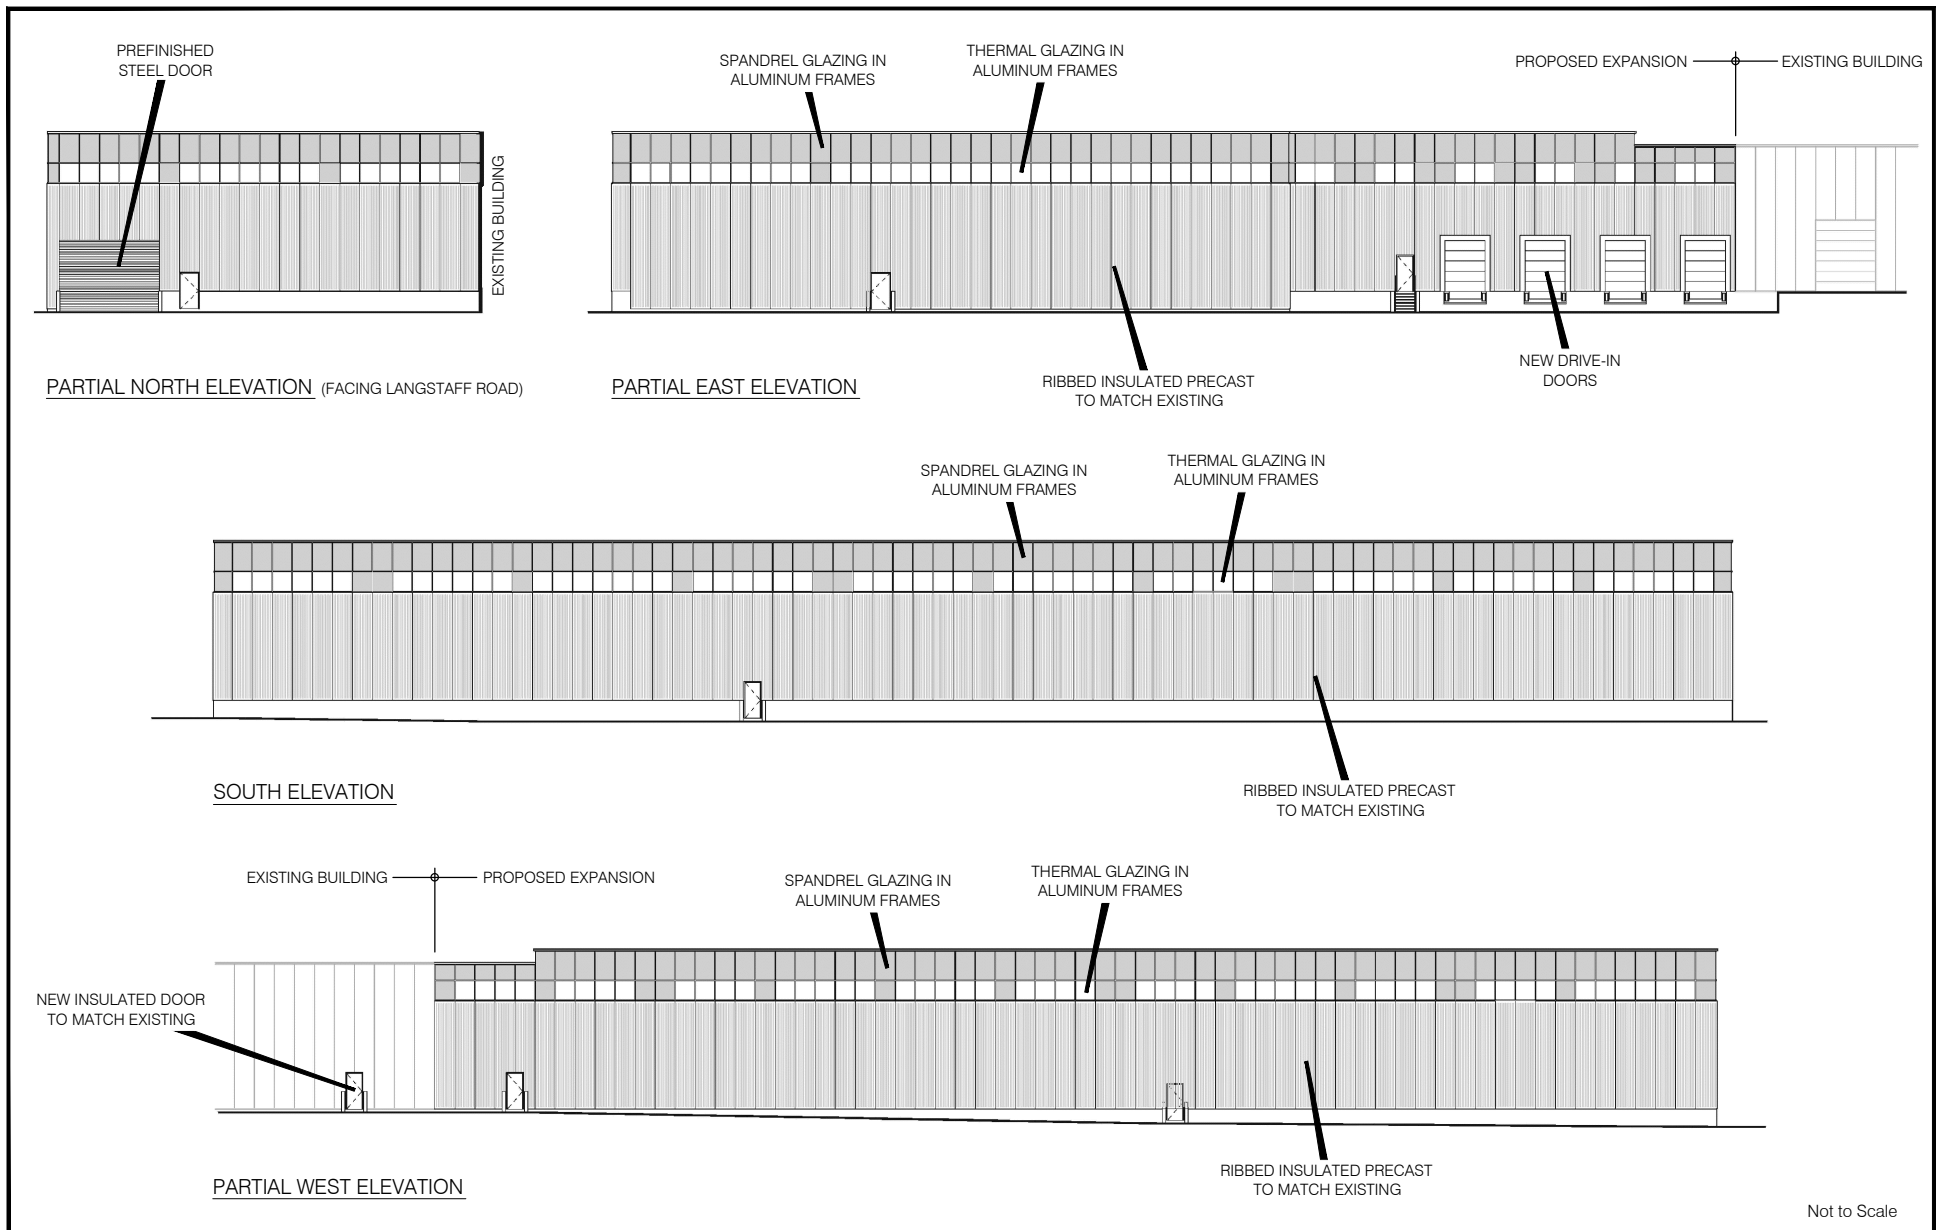 PREFINISHED
STEEL DOOR
SPANDREL GLAZING IN
ALUMINUM FRAMES
THERMAL GLAZING IN
ALUMINUM FRAMES
PROPOSED EXPANSION
EXISTING BUILDING
EXISTING BUILDING
NEW DRIVE-IN
DOORS
RIBBED INSULATED PRECAST
TO MATCH EXISTING
PARTIAL NORTH ELEVATION (FACING LANGSTAFF ROAD)
PARTIAL EAST ELEVATION
SPANDREL GLAZING IN
ALUMINUM FRAMES
THERMAL GLAZING IN
ALUMINUM FRAMES
SOUTH ELEVATION
RIBBED INSULATED PRECAST
TO MATCH EXISTING
EXISTING BUILDING
PROPOSED EXPANSION
SPANDREL GLAZING IN
ALUMINUM FRAMES
THERMAL GLAZING IN
ALUMINUM FRAMES
NEW INSULATED DOOR
TO MATCH EXISTING
PARTIAL WEST ELEVATION
RIBBED INSULATED PRECAST
TO MATCH EXISTING
Not to Scale